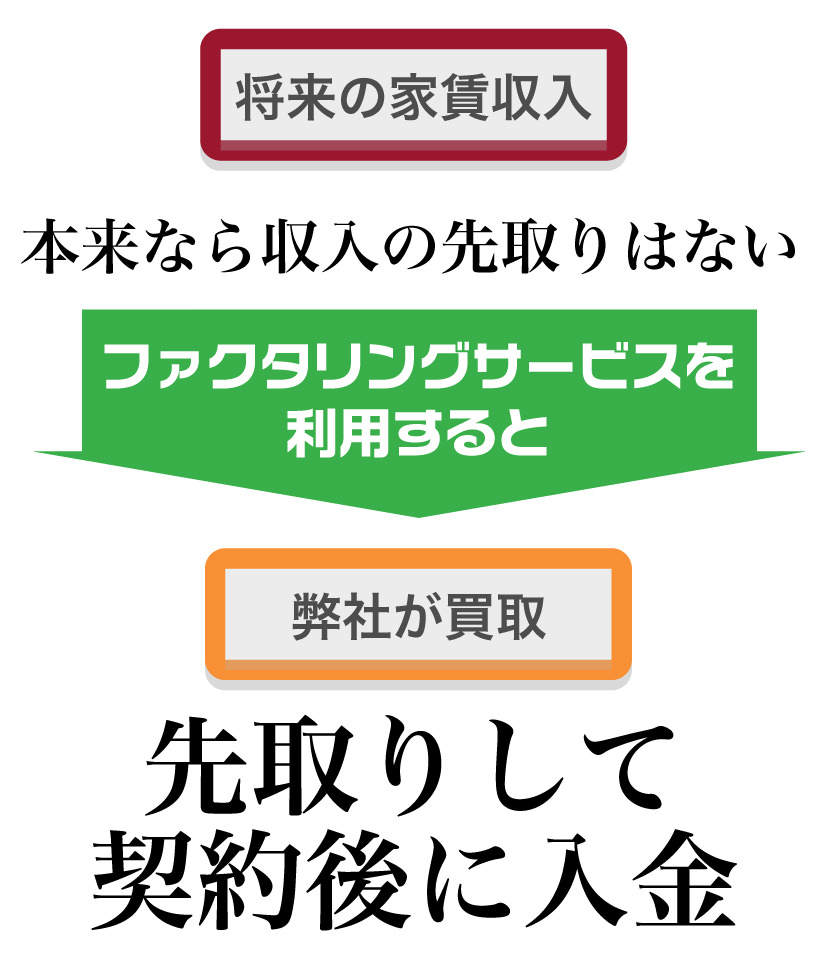 将来の家賃収入
本来なら収入の先取りはない
ファクタリングサービスを
利用すると
弊社が買取
先取りして
契約後に入金